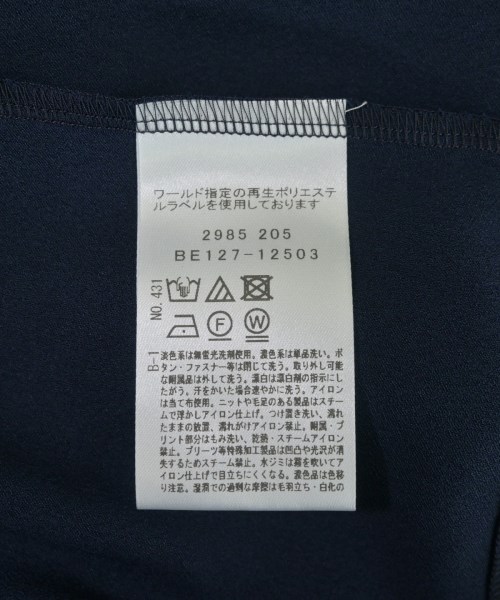 ワールド指定の再生ポリエステ
ルラベルを使用しております
2985 205
BE127-12503
NO.431
F
W
B-1
淡色系は無蛍光洗剤使用。濃色系は単品洗い。ボ
タン・ファスナー等は閉じて洗う。取り外し可能
な附属品は外して洗う。漂白は漂白剤の指示にし
たがう。汗をかいた場合速やかに洗う。アイロン
は当て布使用。ニットや毛足のある製品はスチー
ムで浮かしアイロン仕上げ。つけ置き洗い、濡れ
たままの放置、濡れがけアイロン禁止。附属・プ
リント部分はもみ洗い、乾燥・スチームアイロン
禁止。プリーツ等特殊加工製品は凹凸や光沢が消
失するためスチーム禁止。水ジミは霧を吹いてア
イロン仕上げで目立ちにくくなる。濃色品は色移
り注意。湿潤での過剰な摩擦は毛羽立ち・白化の